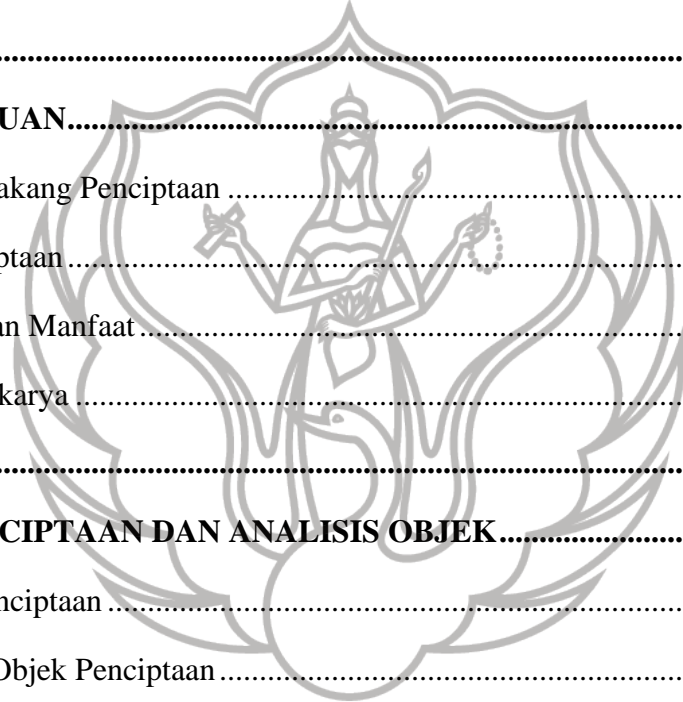 ............................................................................
UAN....................................................................
akang Penciptaan ..................................................
ptaan......................................................................
an Manfaat.............................................................
karya .....................................................................
............................................................................
CIPTAAN DAN ANALISIS OBJEK....................
nciptaan .................................................................
Objek Penciptaan...................................................